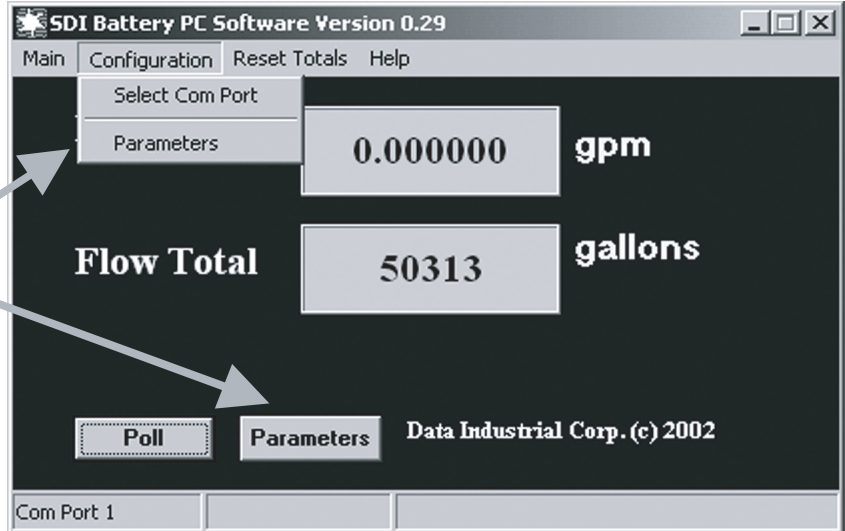 SDI Battery PC Software Version 0.29
Main Configuration Reset Totals Help
Select Com Port
Parameters
0.000000 gpm
Flow Total 50313 gallons
Poll Parameters Data Industrial Corp. (c) 2002
Com Port 1